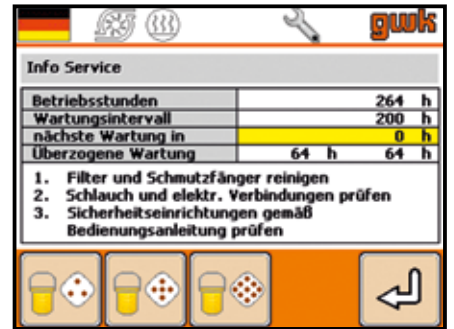 gwk
Info Service
Betriebsstunden 264 h
Wartungsintervall 200 h
nächste Wartung in 0 h
Überzogene Wartung 64 h 64 h
1. Filter und Schmutzfänger reinigen
2. Schlauch und elektr. Verbindungen prüfen
3. Sicherheitseinrichtungen gemäß
Bedienungsanleitung prüfen